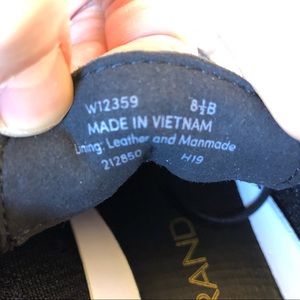 W12359 8½B
MADE IN VIETNAM
Lining: Leather and Manmade
212850 H19
RAND